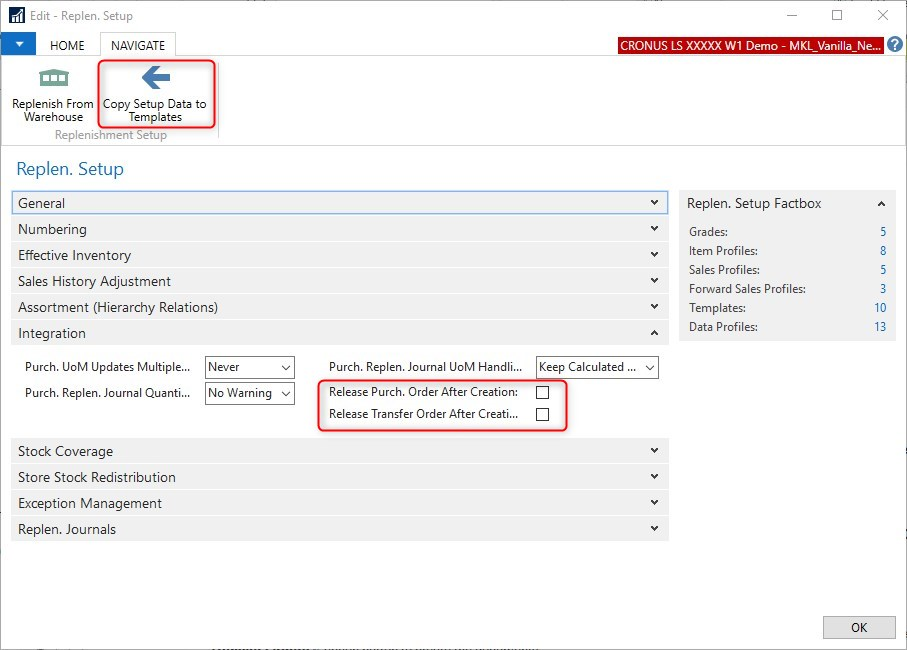 Edit - Replen. Setup
HOME
NAVIGATE
CRONUS LS XXXXX W1 Demo - MKL_Vanilla_Ne...
?
Replenish From
Warehouse
Copy Setup Data to
Templates
Replenishment Setup
Replen. Setup
General
Numbering
Effective Inventory
Sales History Adjustment
Assortment (Hierarchy Relations)
Integration
Purch. UoM Updates Multiple... Never
Purch. Replen. Journal UoM Handli... Keep Calculated ...
Purch. Replen. Journal Quanti... No Warning
Release Purch. Order After Creation:
Release Transfer Order After Creati...
Stock Coverage
Store Stock Redistribution
Exception Management
Replen. Journals
Replen. Setup Factbox
Grades: 5
Item Profiles: 8
Sales Profiles: 5
Forward Sales Profiles: 3
Templates: 10
Data Profiles: 13
OK